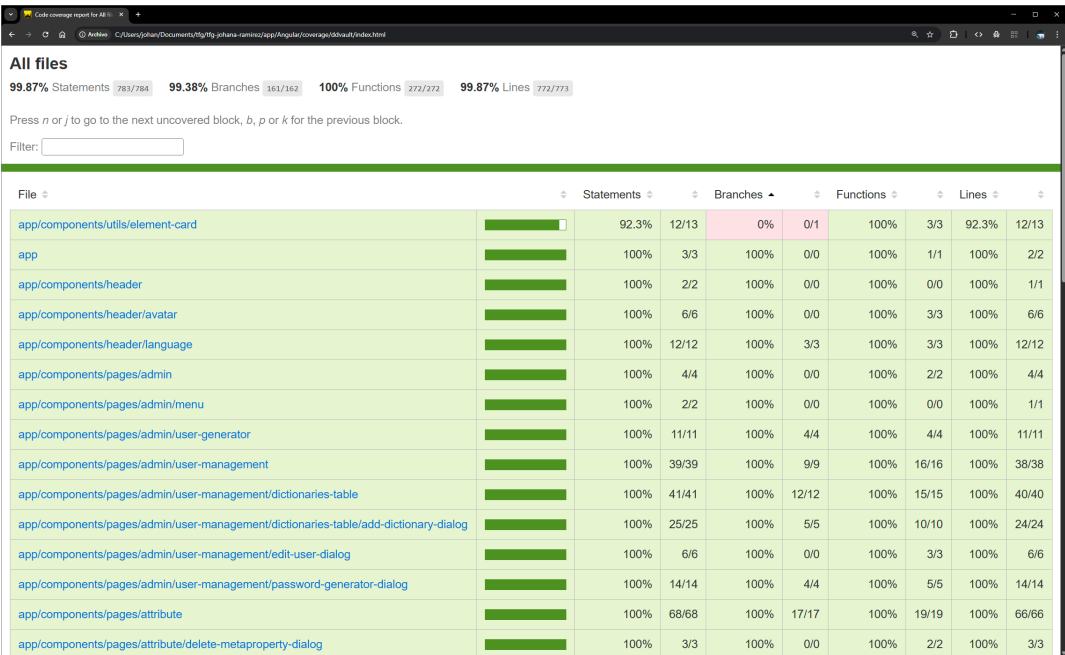 Code coverage report for All fil
Archivo C:/Users/johan/Documents/tfg/tfg-johana-ramirez/app/Angular/coverage/ddvault/index.html
All files
99.87% Statements 783/784 99.38% Branches 161/162 100% Functions 272/272 99.87% Lines 772/773
Press n or j to go to the next uncovered block, b, p or k for the previous block.
Filter:
File Statements Branches Functions Lines
app/components/utils/element-card 92.3% 12/13 0% 0/1 100% 3/3 92.3% 12/13
app 100% 3/3 100% 0/0 100% 1/1 100% 2/2
app/components/header 100% 2/2 100% 0/0 100% 0/0 100% 1/1
app/components/header/avatar 100% 6/6 100% 0/0 100% 3/3 100% 6/6
app/components/header/language 100% 12/12 100% 3/3 100% 3/3 100% 12/12
app/components/pages/admin 100% 4/4 100% 0/0 100% 2/2 100% 4/4
app/components/pages/admin/menu 100% 2/2 100% 0/0 100% 0/0 100% 1/1
app/components/pages/admin/user-generator 100% 11/11 100% 4/4 100% 4/4 100% 11/11
app/components/pages/admin/user-management 100% 39/39 100% 9/9 100% 16/16 100% 38/38
app/components/pages/admin/user-management/dictionaries-table 100% 41/41 100% 12/12 100% 15/15 100% 40/40
app/components/pages/admin/user-management/dictionaries-table/add-dictionary-dialog 100% 25/25 100% 5/5 100% 10/10 100% 24/24
app/components/pages/admin/user-management/edit-user-dialog 100% 6/6 100% 0/0 100% 3/3 100% 6/6
app/components/pages/admin/user-management/password-generator-dialog 100% 14/14 100% 4/4 100% 5/5 100% 14/14
app/components/pages/attribute 100% 68/68 100% 17/17 100% 19/19 100% 66/66
app/components/pages/attribute/delete-metaproperty-dialog 100% 3/3 100% 0/0 100% 2/2 100% 3/3